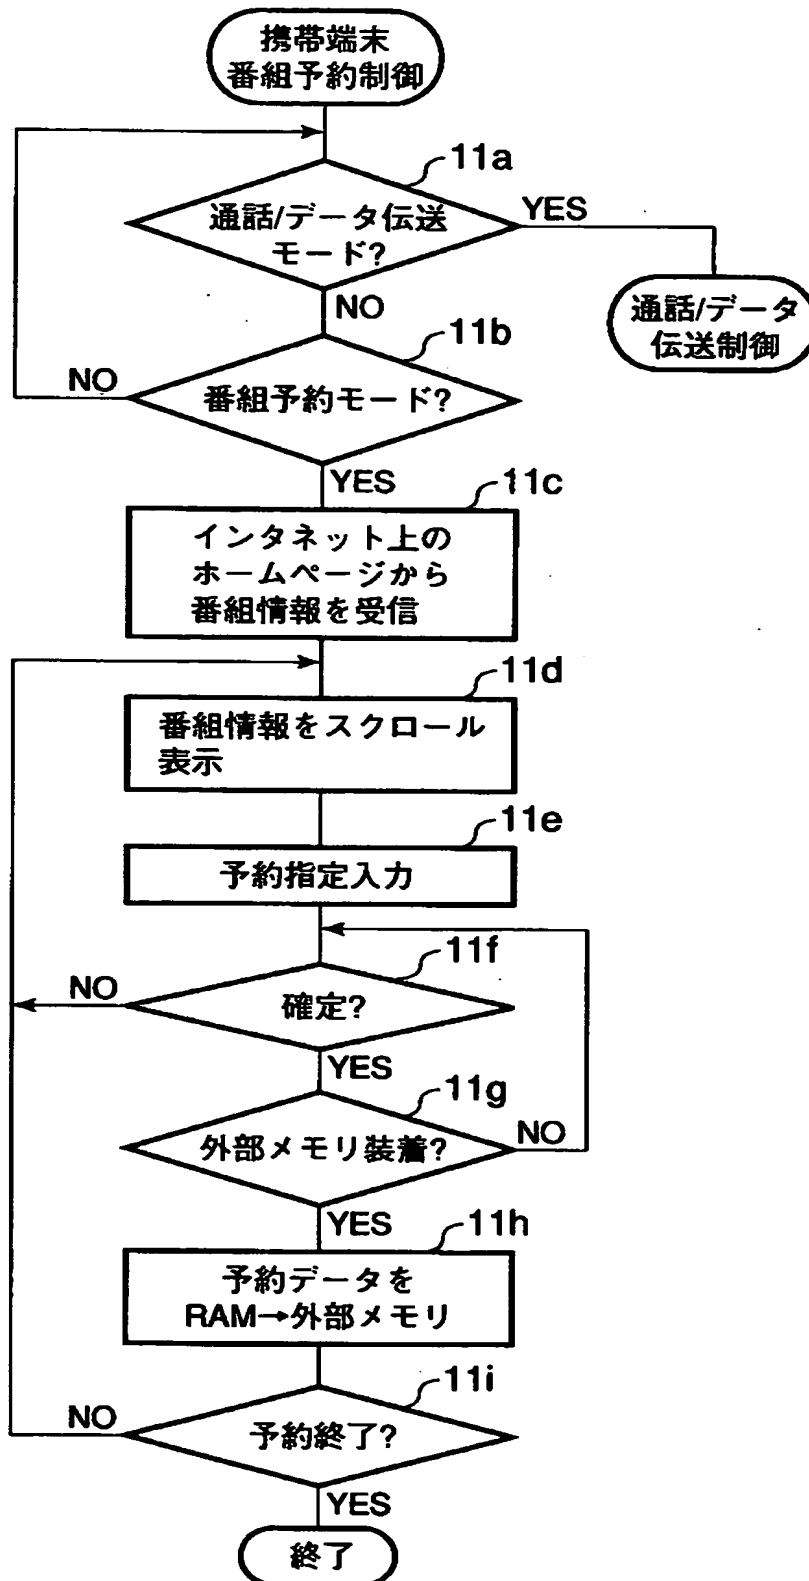 携帯端末
番組予約制御
11a
通話/データ伝送
モード?
YES
NO
通話/データ
伝送制御
11b
NO
番組予約モード?
YES
11c
インタネット上の
ホームページから
番組情報を受信
11d
番組情報をスクロール
表示
11e
予約指定入力
11f
NO
確定?
YES
11g
外部メモリ装着?
NO
YES
11h
予約データを
RAM→外部メモリ
11i
NO
予約終了?
YES
終了